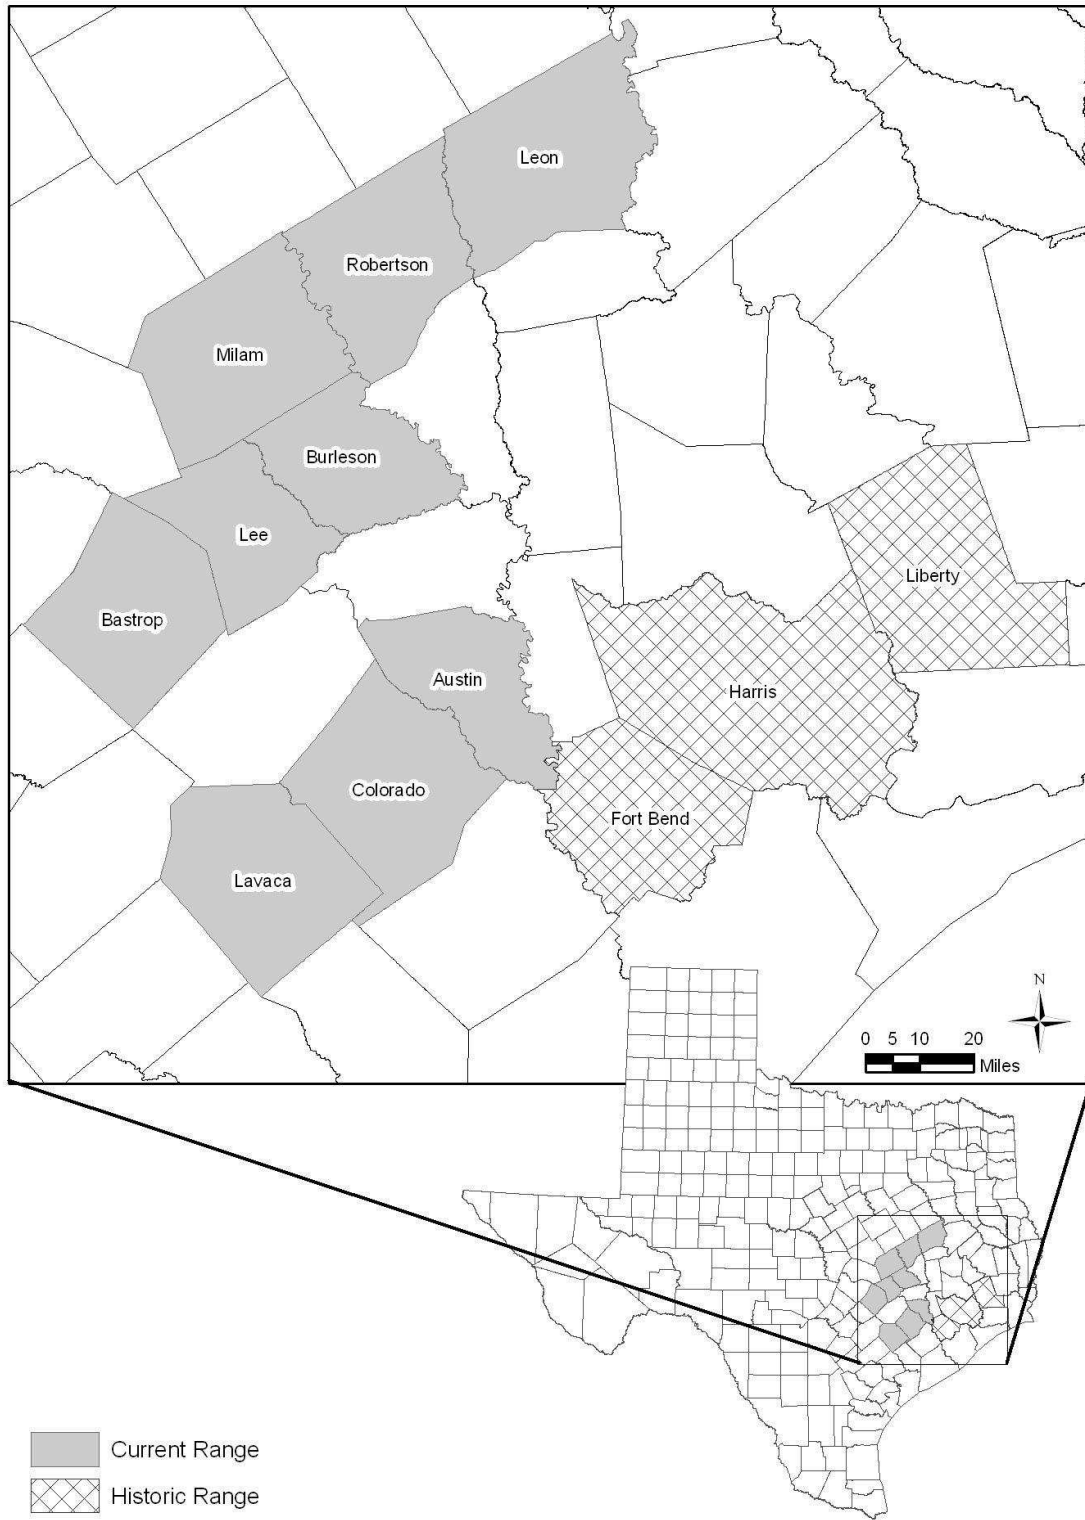 Leon
Robertson
Milam
Burleson
Lee
Liberty
Bastrop
Austin
Harris
Colorado
Fort Bend
Lavaca
N
0 5 10 20
Miles
Current Range
Historic Range